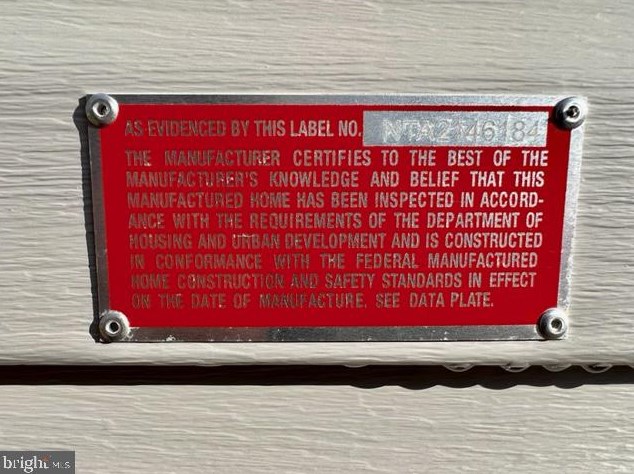 AS EVIDENCED BY THIS LABEL NO.
THE MANUFACTURER CERTIFIES TO THE BEST OF THE
MANUFACTURER'S KNOWLEDGE AND BELIEF THAT THIS
MANUFACTURED HOME HAS BEEN INSPECTED IN ACCORD-
ANCE WITH THE REQUIREMENTS OF THE DEPARTMENT OF
HOUSING AND URBAN DEVELOPMENT AND IS CONSTRUCTED
IN CONFORMANCE WITH THE FEDERAL MANUFACTURED
HOME CONSTRUCTION AND SAFETY STANDARDS IN EFFECT
ON THE DATE OF MANUFACTURE. SEE DATA PLATE.
bright MLS